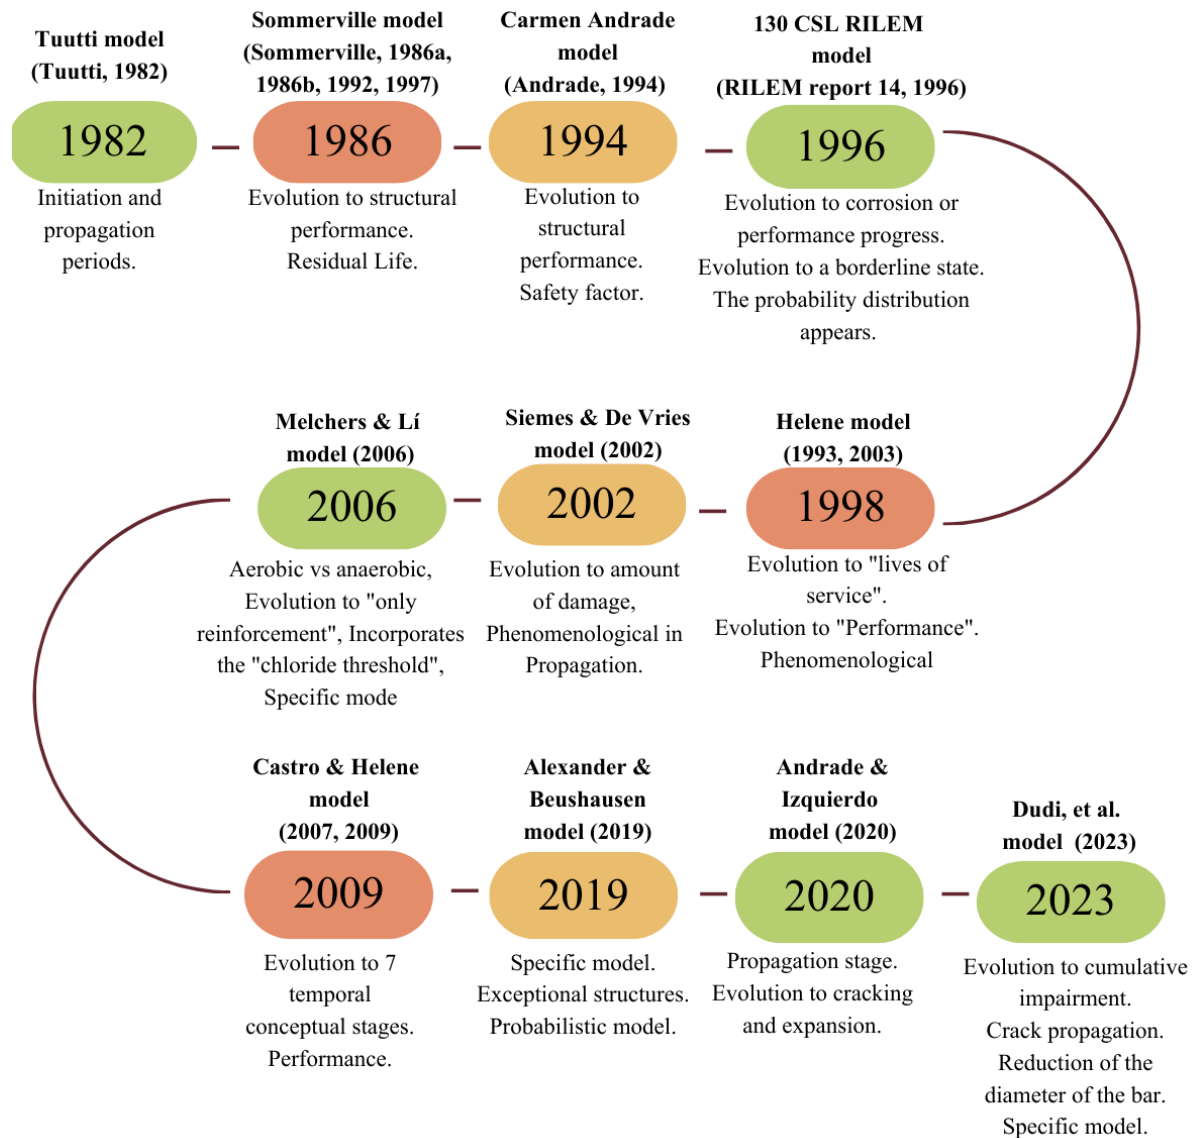 Tuutti model
(Tuutti, 1982)
1982
Initiation and
propagation
periods.
Sommerville model
(Sommerville, 1986a,
1986b, 1992, 1997)
1986
Evolution to structural
performance.
Residual Life.
Carmen Andrade
model
(Andrade, 1994)
1994
Evolution to
structural
performance.
Safety factor.
130 CSL RILEM
model
(RILEM report 14, 1996)
1996
Evolution to corrosion or
performance progress.
Evolution to a borderline state.
The probability distribution
appears.
Helene model
(1993, 2003)
1998
Evolution to "lives of
service".
Evolution to "Performance".
Phenomenological
Siemes & De Vries
model (2002)
2002
Evolution to amount
of damage,
Phenomenological in
Propagation.
Melchers & Lí
model (2006)
2006
Aerobic vs anaerobic,
Evolution to "only
reinforcement", Incorporates
the "chloride threshold",
Specific mode
Castro & Helene
model
(2007, 2009)
2009
Evolution to 7
temporal
conceptual stages.
Performance.
Alexander &
Beushausen
model (2019)
2019
Specific model.
Exceptional structures.
Probabilistic model.
Andrade &
Izquierdo
model (2020)
2020
Propagation stage.
Evolution to cracking
and expansion.
Dudi, et al.
model (2023)
2023
Evolution to cumulative
impairment.
Crack propagation.
Reduction of the
diameter of the bar.
Specific model.